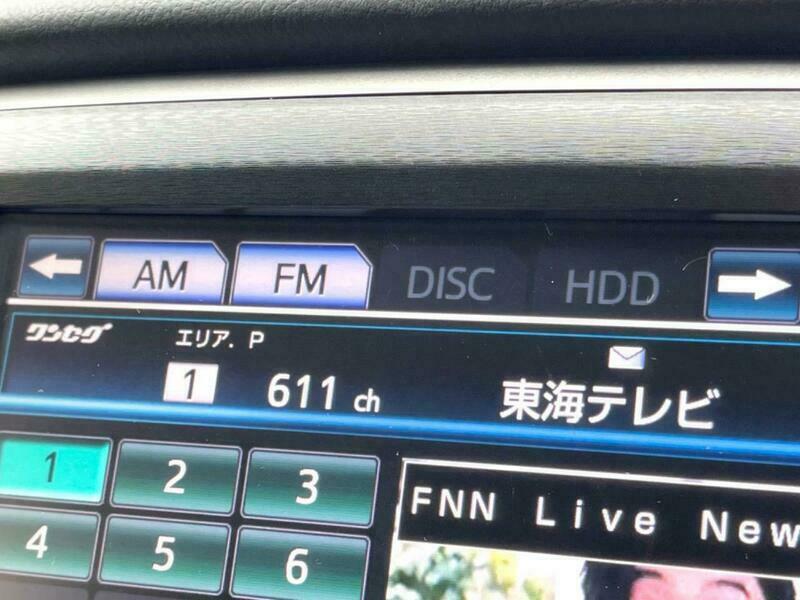 AM FM DISC HDD
ワンセグ エリア. P
1 611 ch 東海テレビ
1 2 3
4 5 6
FNN Live New